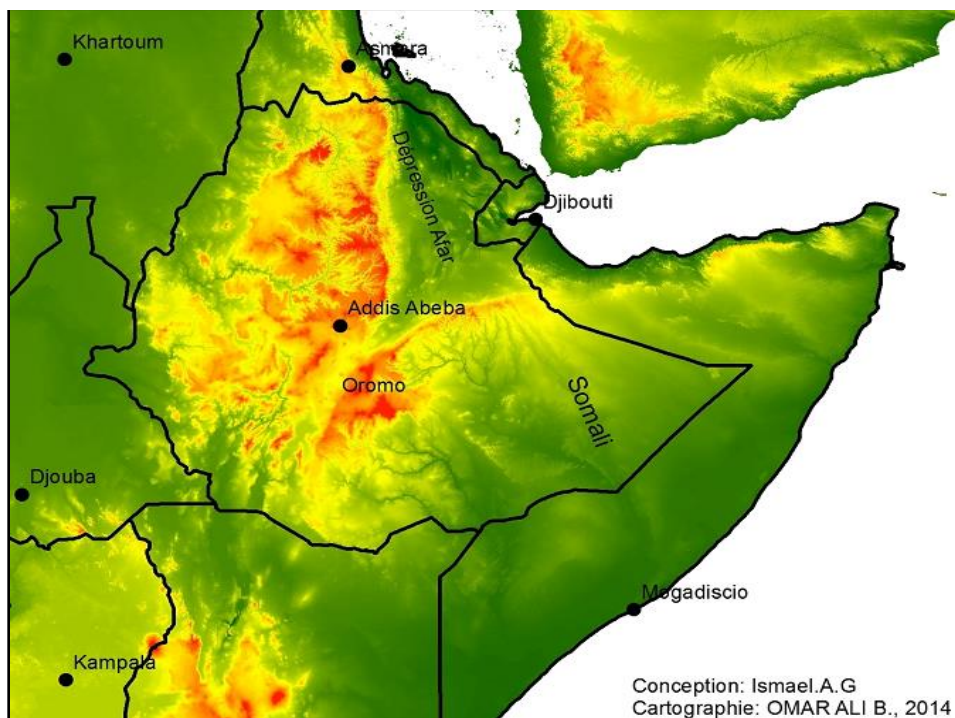 Khartoum
Asmara
Dépression Afar
Djibouti
Addis Abeba
Oromo
Somali
Djouba
Mogadiscio
Kampala
Conception: Ismael.A.G
Cartographie: OMAR ALI B., 2014